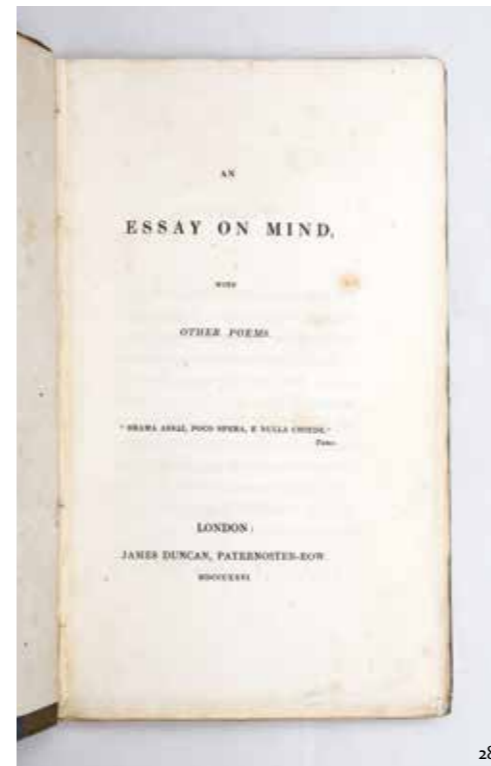 AN
ESSAY ON MIND,
WITH
OTHER POEMS.
"BRAMA ASSAI, POCO SPERA, E NULLA CHIEDE."
Tasso.
LONDON:
JAMES DUNCAN, PATERNOSTER-ROW.
MDCCCXXVI.
28